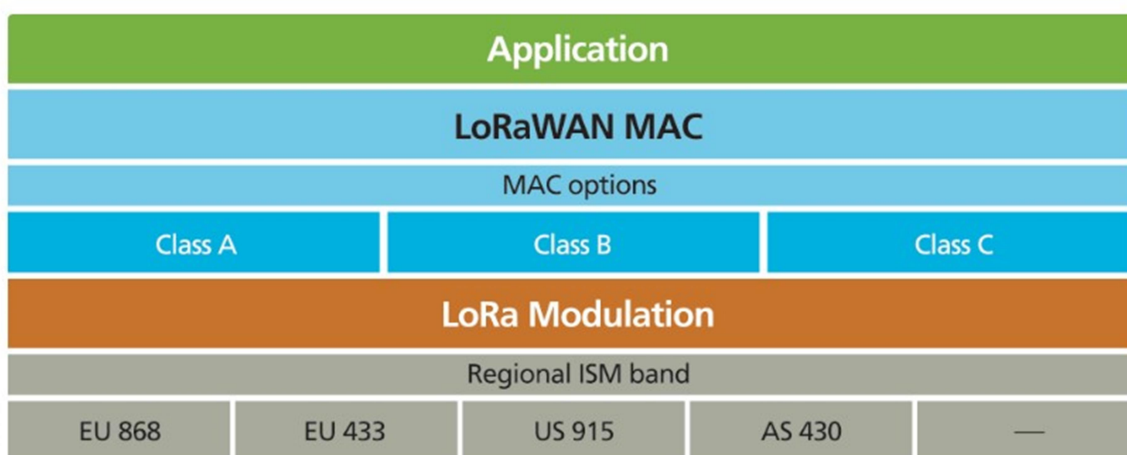 Application
LoRaWAN MAC
MAC options
Class A Class B Class C
LoRa Modulation
Regional ISM band
EU 868 EU 433 US 915 AS 430 —